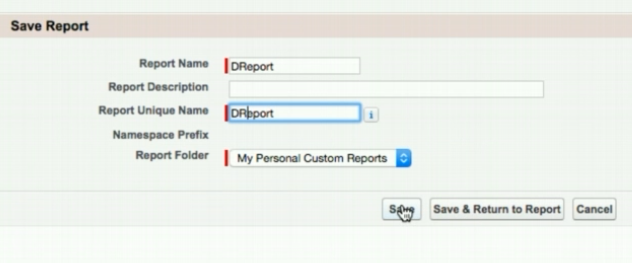 Save Report
Report Name DReport
Report Description
Report Unique Name DReport i
Namespace Prefix
Report Folder My Personal Custom Reports
Save Save & Return to Report Cancel